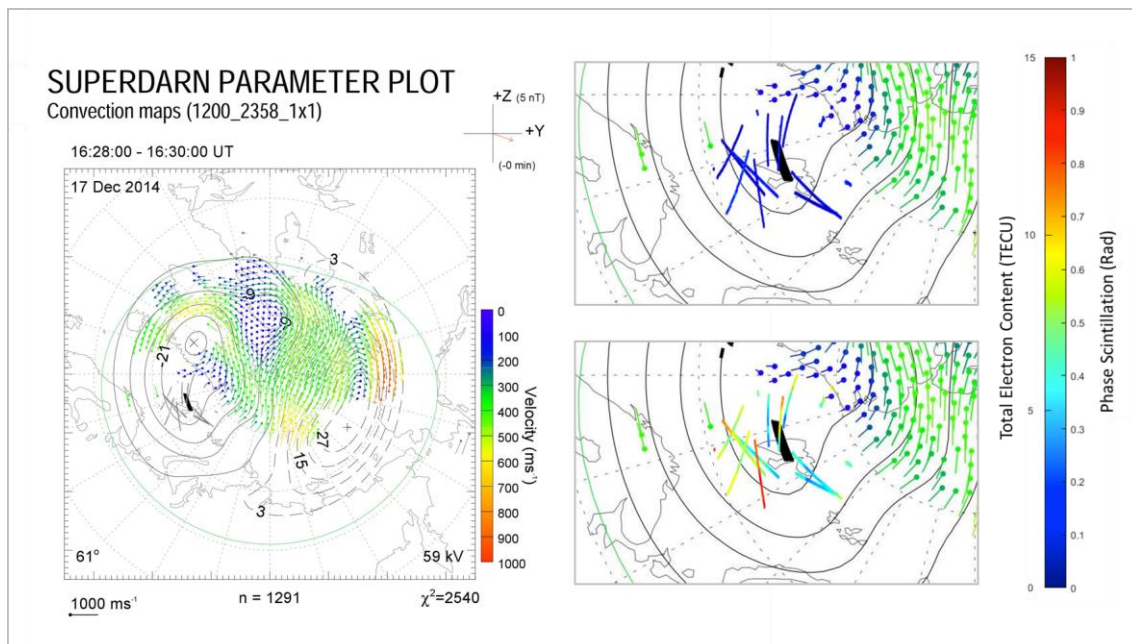 SUPERDARN PARAMETER PLOT
Convection maps (1200_2358_1x1)
+Z (5 nT)
+Y
(-0 min)
16:28:00 - 16:30:00 UT
17 Dec 2014
3
-9
-9
-21
27
15
3
61°
59 kV
0
100
200
300
400
500
600
700
800
900
1000
Velocity (ms⁻¹)
1000 ms⁻¹
n = 1291
χ²=2540
15
10
5
0
Total Electron Content (TECU)
1
0.9
0.8
0.7
0.6
0.5
0.4
0.3
0.2
0.1
0
Phase Scintillation (Rad)